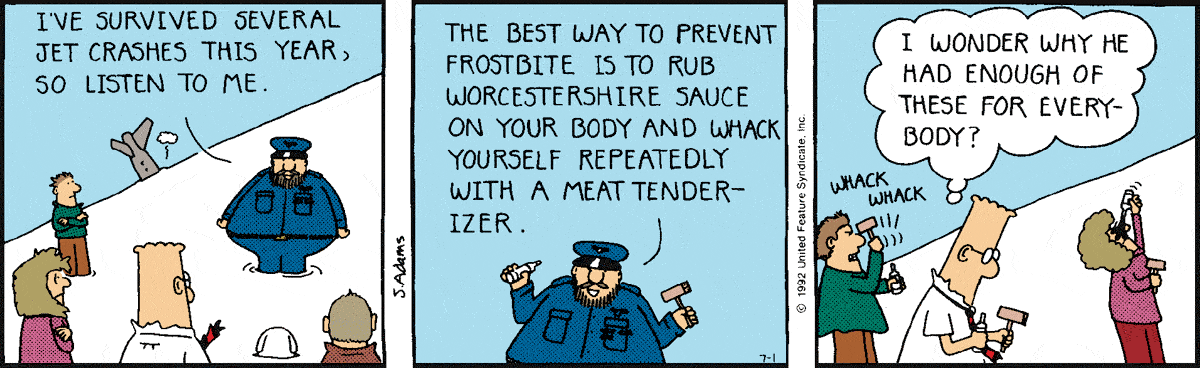 I'VE SURVIVED SEVERAL
JET CRASHES THIS YEAR,
SO LISTEN TO ME.
S. Adams
THE BEST WAY TO PREVENT
FROSTBITE IS TO RUB
WORCESTERSHIRE SAUCE
ON YOUR BODY AND WHACK
YOURSELF REPEATEDLY
WITH A MEAT TENDER-
IZER.
7-1
© 1992 United Feature Syndicate, Inc.
I WONDER WHY HE
HAD ENOUGH OF
THESE FOR EVERY-
BODY?
WHACK
WHACK